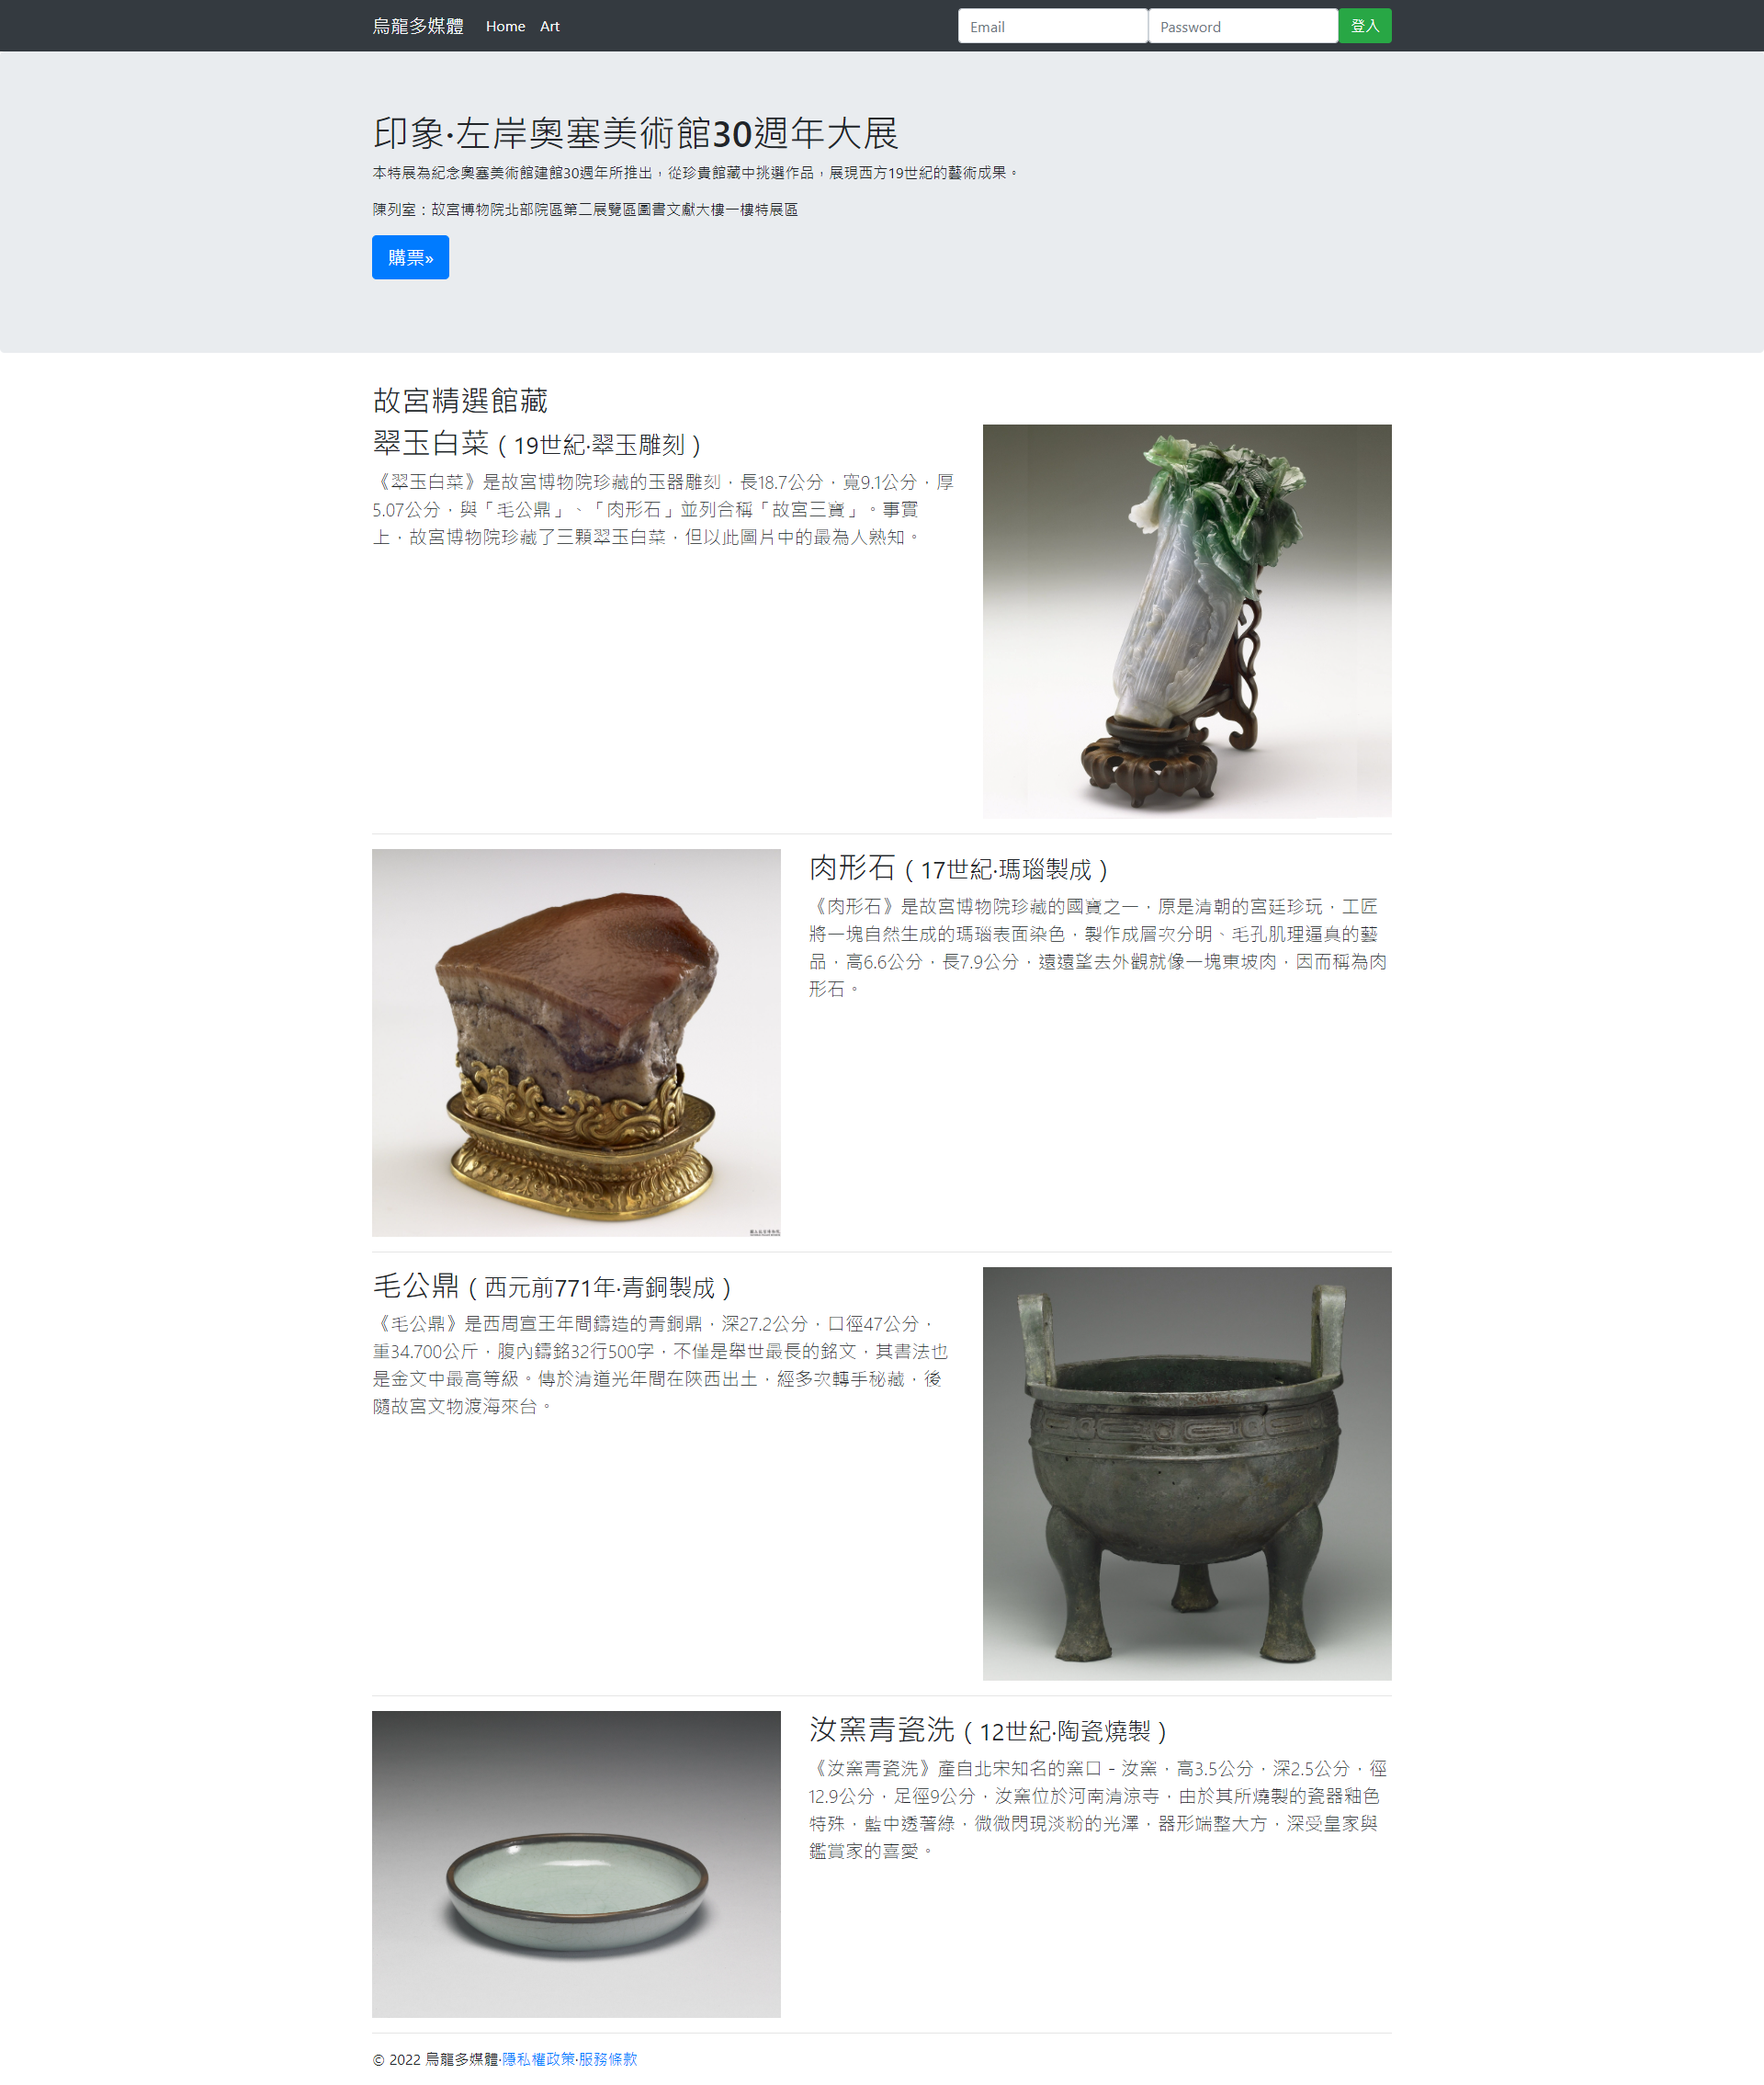 烏龍多媒體 Home Art Email Password 登入
印象·左岸奧塞美術館30週年大展
本特展為紀念奧塞美術館建館30週年所推出，從珍貴館藏中挑選作品，展現西方19世紀的藝術成果。
陳列室：故宮博物院北部院區第二展覽區圖書文獻大樓一樓特展區
購票»
故宮精選館藏
翠玉白菜（19世紀·翠玉雕刻）
《翠玉白菜》是故宮博物院珍藏的玉器雕刻，長18.7公分，寬9.1公分，厚
5.07公分，與「毛公鼎」、「肉形石」並列合稱「故宮三寶」。事實
上，故宮博物院珍藏了三顆翠玉白菜，但以此圖片中的最為人熟知。
肉形石（17世紀·瑪瑙製成）
《肉形石》是故宮博物院珍藏的國寶之一，原是清朝的宮廷珍玩，工匠
將一塊自然生成的瑪瑙表面染色，製作成層次分明、毛孔肌理逼真的藝
品，高6.6公分，長7.9公分，遠遠望去外觀就像一塊東坡肉，因而稱為肉
形石。
毛公鼎（西元前771年·青銅製成）
《毛公鼎》是西周宣王年間鑄造的青銅鼎，深27.2公分，口徑47公分，
重34.700公斤，腹內鑄銘32行500字，不僅是舉世最長的銘文，其書法也
是金文中最高等級。傳於清道光年間在陝西出土，經多次轉手秘藏，後
隨故宮文物渡海來台。
汝窯青瓷洗（12世紀·陶瓷燒製）
《汝窯青瓷洗》產自北宋知名的窯口－汝窯，高3.5公分，深2.5公分，徑
12.9公分，足徑9公分，汝窯位於河南清涼寺，由於其所燒製的瓷器釉色
特殊，藍中透著綠，微微閃現淡粉的光澤，器形端整大方，深受皇家與
鑑賞家的喜愛。
© 2022 烏龍多媒體·隱私權政策·服務條款